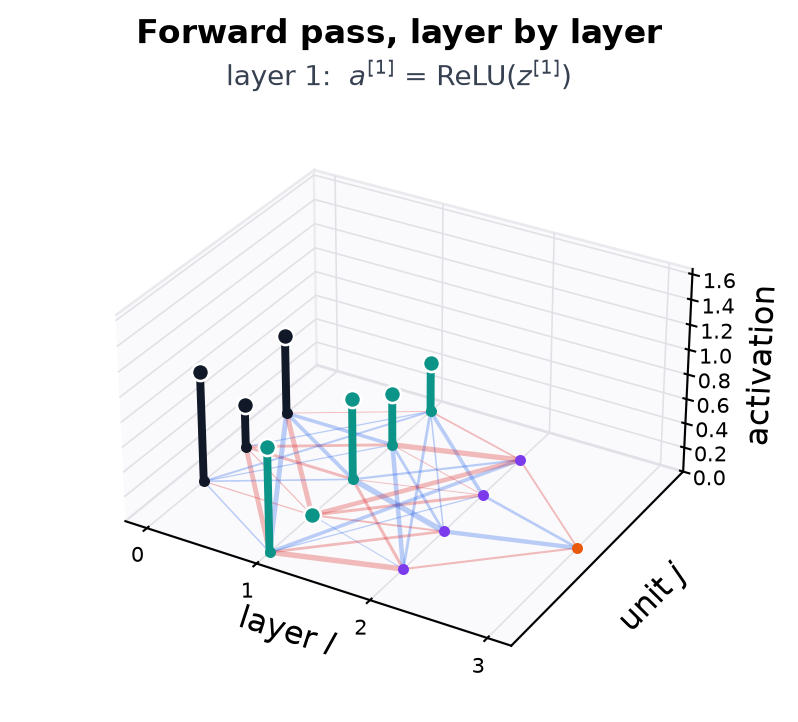 Forward pass, layer by layer
layer 1: a^[1] = ReLU(z^[1])
1.6
1.4
1.2
1.0
0.8
0.6
0.4
0.2
0.0
activation
0
1
2
3
layer l
unit j